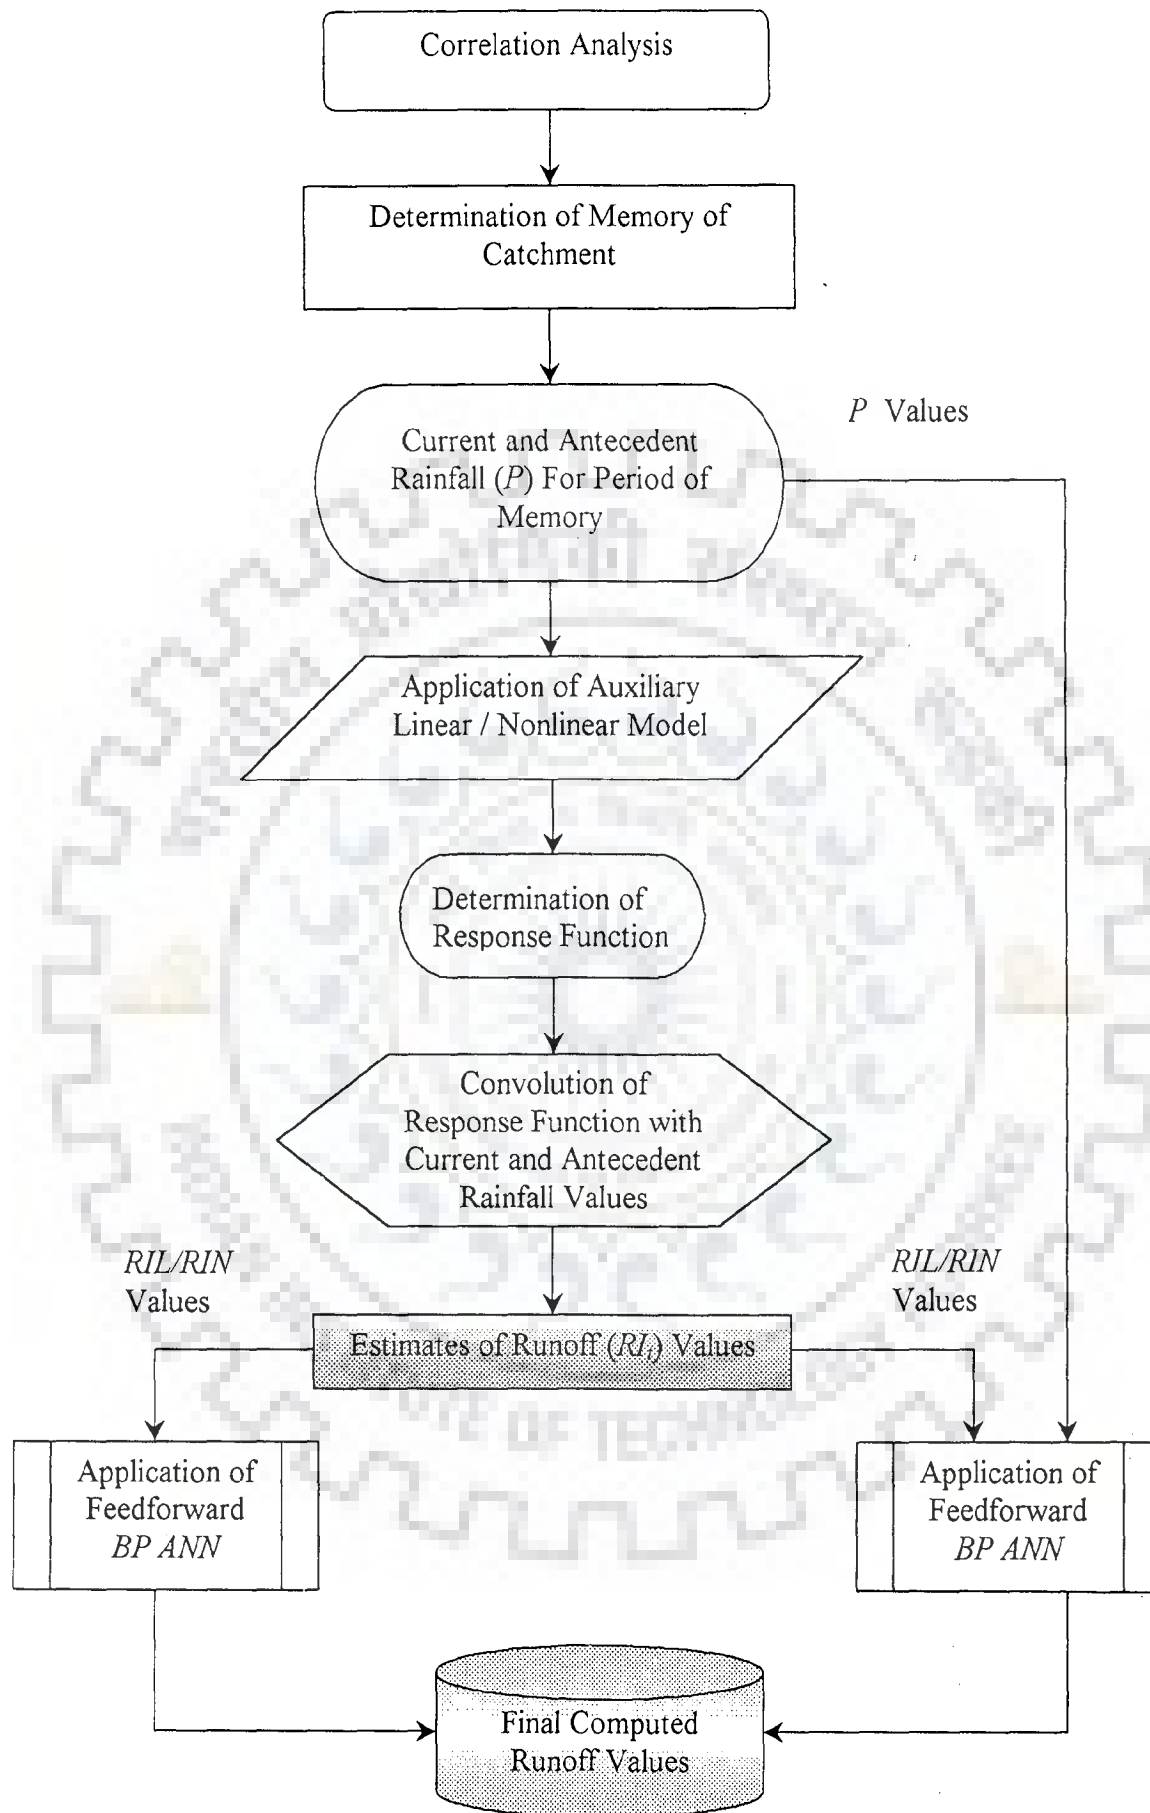 Correlation Analysis
Determination of Memory of
Catchment
P Values
Current and Antecedent
Rainfall (P) For Period of
Memory
Application of Auxiliary
Linear / Nonlinear Model
Determination of
Response Function
Convolution of
Response Function with
Current and Antecedent
Rainfall Values
RIL/RIN
Values
RIL/RIN
Values
Estimates of Runoff (RIᵢ) Values
Application of
Feedforward
BP ANN
Application of
Feedforward
BP ANN
Final Computed
Runoff Values